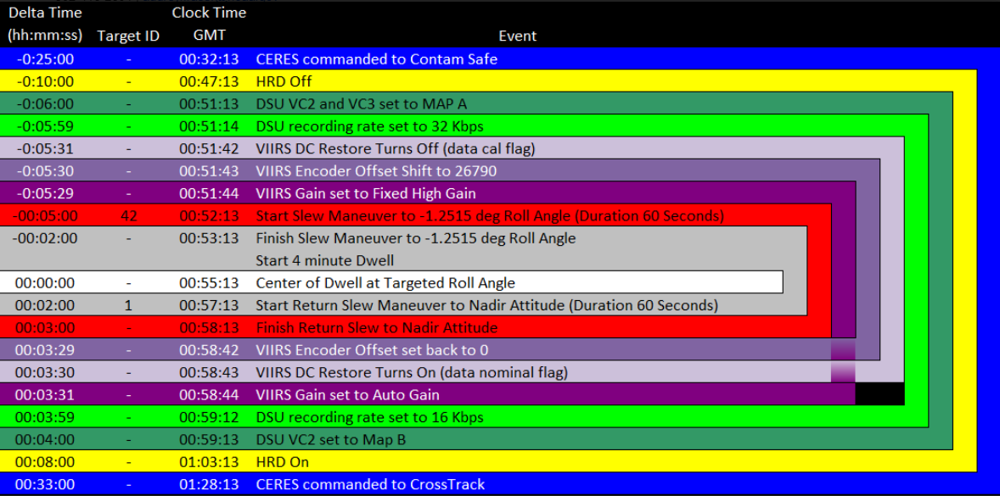 Delta Time Clock Time
(hh:mm:ss) Target ID GMT Event
-0:25:00 - 00:32:13 CERES commanded to Contam Safe
-0:10:00 - 00:47:13 HRD Off
-0:06:00 - 00:51:13 DSU VC2 and VC3 set to MAP A
-0:05:59 - 00:51:14 DSU recording rate set to 32 Kbps
-0:05:31 - 00:51:42 VIIRS DC Restore Turns Off (data cal flag)
-0:05:30 - 00:51:43 VIIRS Encoder Offset Shift to 26790
-0:05:29 - 00:51:44 VIIRS Gain set to Fixed High Gain
-00:05:00 42 00:52:13 Start Slew Maneuver to -1.2515 deg Roll Angle (Duration 60 Seconds)
-00:02:00 - 00:53:13 Finish Slew Maneuver to -1.2515 deg Roll Angle
Start 4 minute Dwell
00:00:00 - 00:55:13 Center of Dwell at Targeted Roll Angle
00:02:00 1 00:57:13 Start Return Slew Maneuver to Nadir Attitude (Duration 60 Seconds)
00:03:00 - 00:58:13 Finish Return Slew to Nadir Attitude
00:03:29 - 00:58:42 VIIRS Encoder Offset set back to 0
00:03:30 - 00:58:43 VIIRS DC Restore Turns On (data nominal flag)
00:03:31 - 00:58:44 VIIRS Gain set to Auto Gain
00:03:59 - 00:59:12 DSU recording rate set to 16 Kbps
00:04:00 - 00:59:13 DSU VC2 set to Map B
00:08:00 - 01:03:13 HRD On
00:33:00 - 01:28:13 CERES commanded to CrossTrack